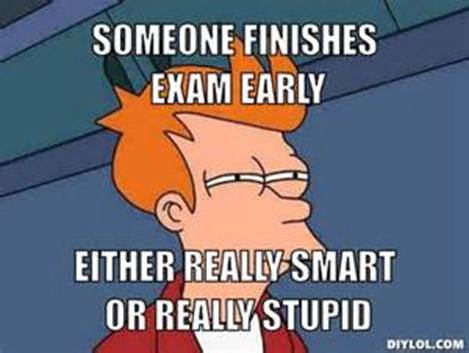 SOMEONE FINISHES
EXAM EARLY
EITHER REALLY SMART
OR REALLY STUPID
DIYLOL.COM